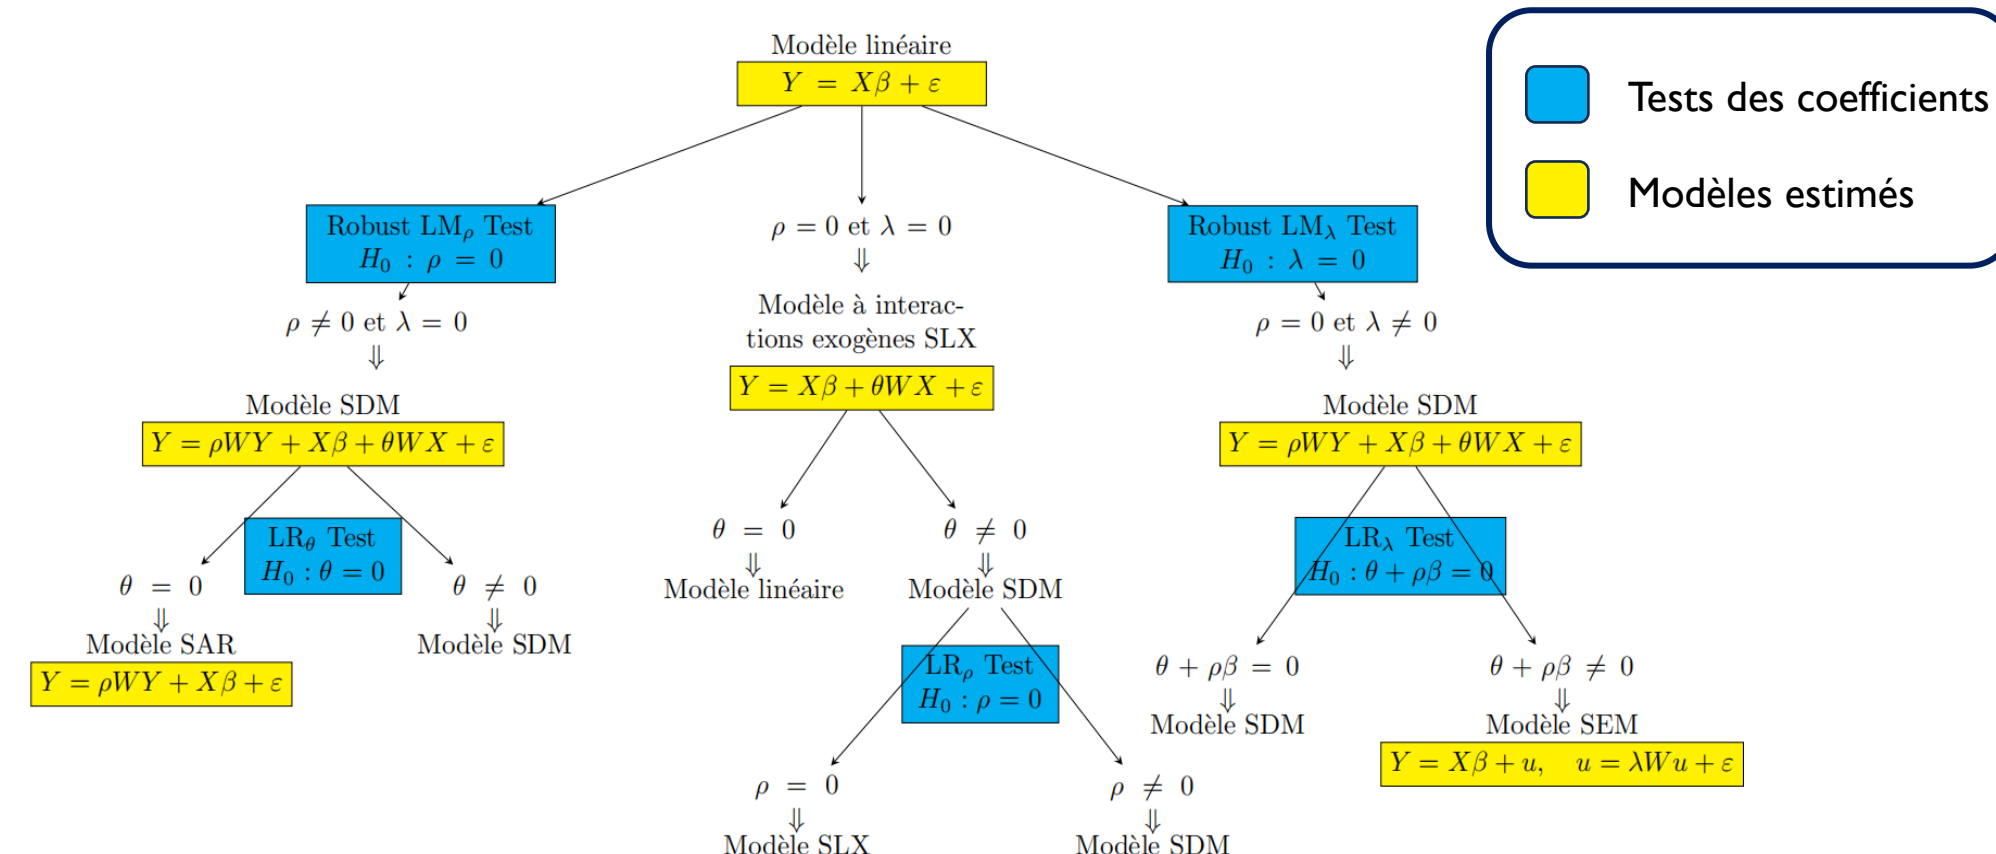 Modèle linéaire
Y = Xβ + ε
Tests des coefficients
Modèles estimés
Robust LMρ Test
H0 : ρ = 0
ρ = 0 et λ = 0
⇓
Robust LMλ Test
H0 : λ = 0
ρ ≠ 0 et λ = 0
⇓
Modèle à interac-
tions exogènes SLX
Y = Xβ + θWX + ε
ρ = 0 et λ ≠ 0
⇓
Modèle SDM
Y = ρWY + Xβ + θWX + ε
Modèle SDM
Y = ρWY + Xβ + θWX + ε
LRθ Test
H0 : θ = 0
θ = 0
⇓
Modèle SAR
Y = ρWY + Xβ + ε
θ ≠ 0
⇓
Modèle SDM
θ = 0
⇓
Modèle linéaire
θ ≠ 0
⇓
Modèle SDM
LRρ Test
H0 : ρ = 0
ρ = 0
⇓
Modèle SLX
ρ ≠ 0
⇓
Modèle SDM
LRλ Test
H0 : θ + ρβ = 0
θ + ρβ = 0
⇓
Modèle SDM
θ + ρβ ≠ 0
⇓
Modèle SEM
Y = Xβ + u, u = λWu + ε